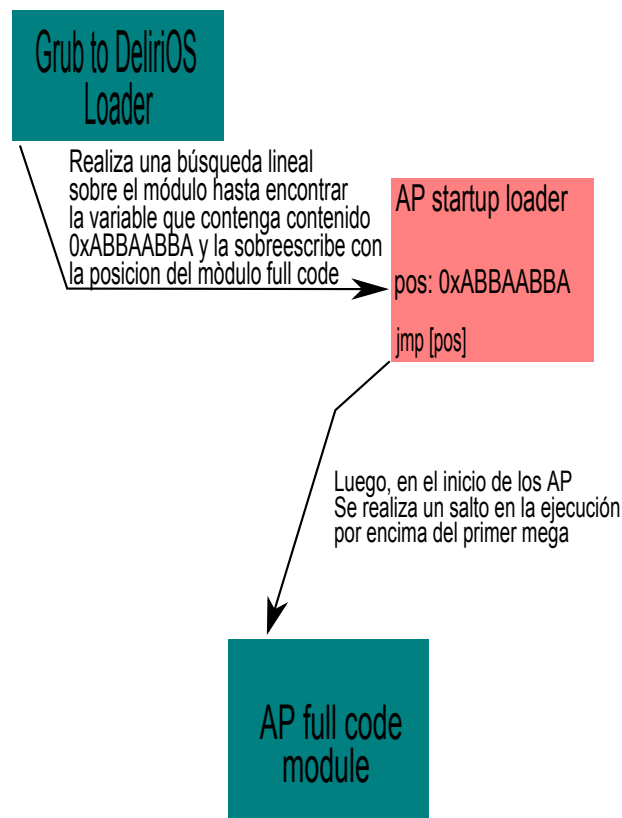 Grub to DeliriOS
Loader
Realiza una búsqueda lineal
sobre el módulo hasta encontrar
la variable que contenga contenido
0xABBAABBA y la sobreescribe con
la posicion del mòdulo full code
AP startup loader
pos: 0xABBAABBA
jmp [pos]
Luego, en el inicio de los AP
Se realiza un salto en la ejecución
por encima del primer mega
AP full code
module